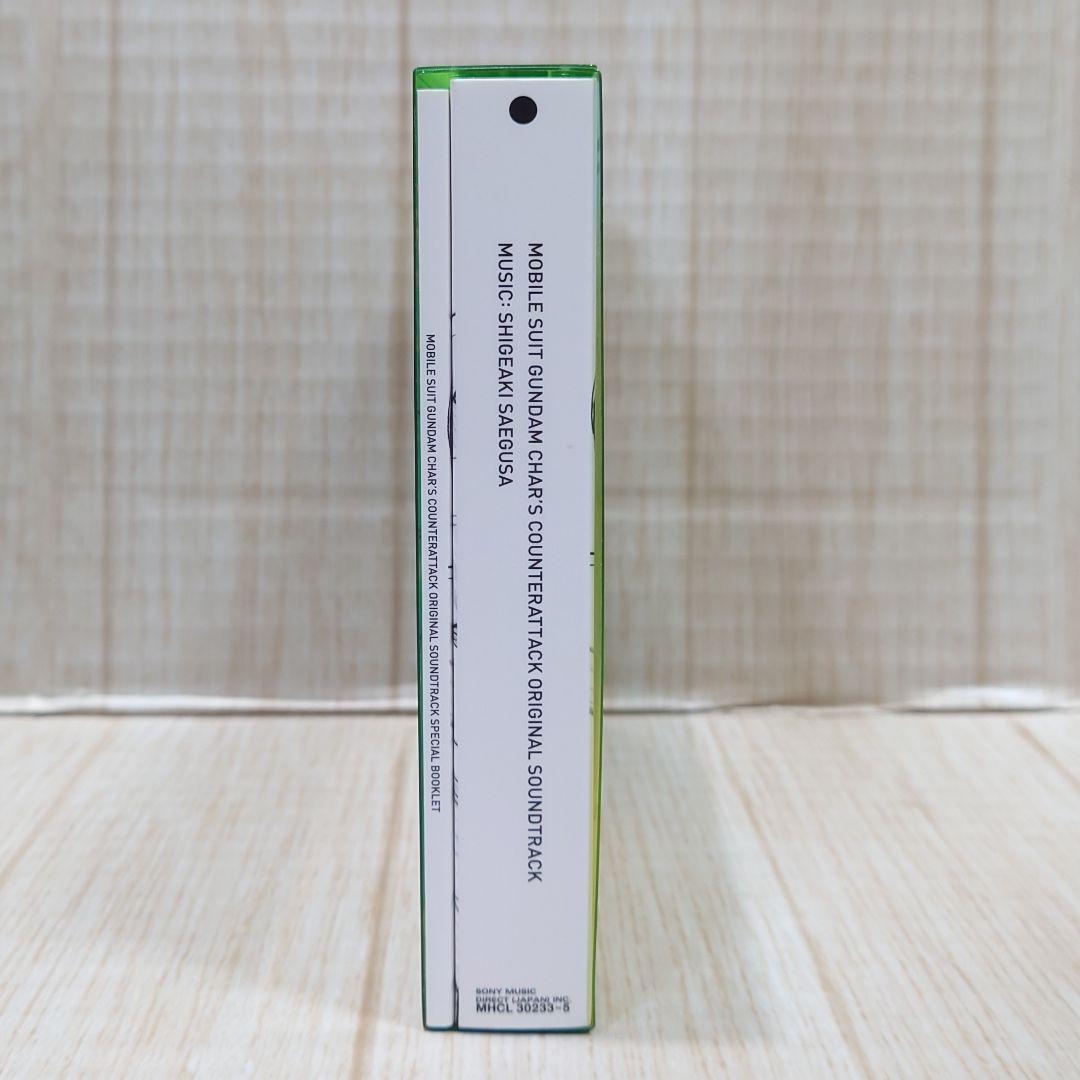 MOBILE SUIT GUNDAM CHAR'S COUNTERATTACK ORIGINAL SOUNDTRACK
MUSIC: SHIGEAKI SAEGUSA
MOBILE SUIT GUNDAM CHAR'S COUNTERATTACK ORIGINAL SOUNDTRACK SPECIAL BOOKLET
SONY MUSIC
DIRECT (JAPAN) INC.
MHCL 30233-5